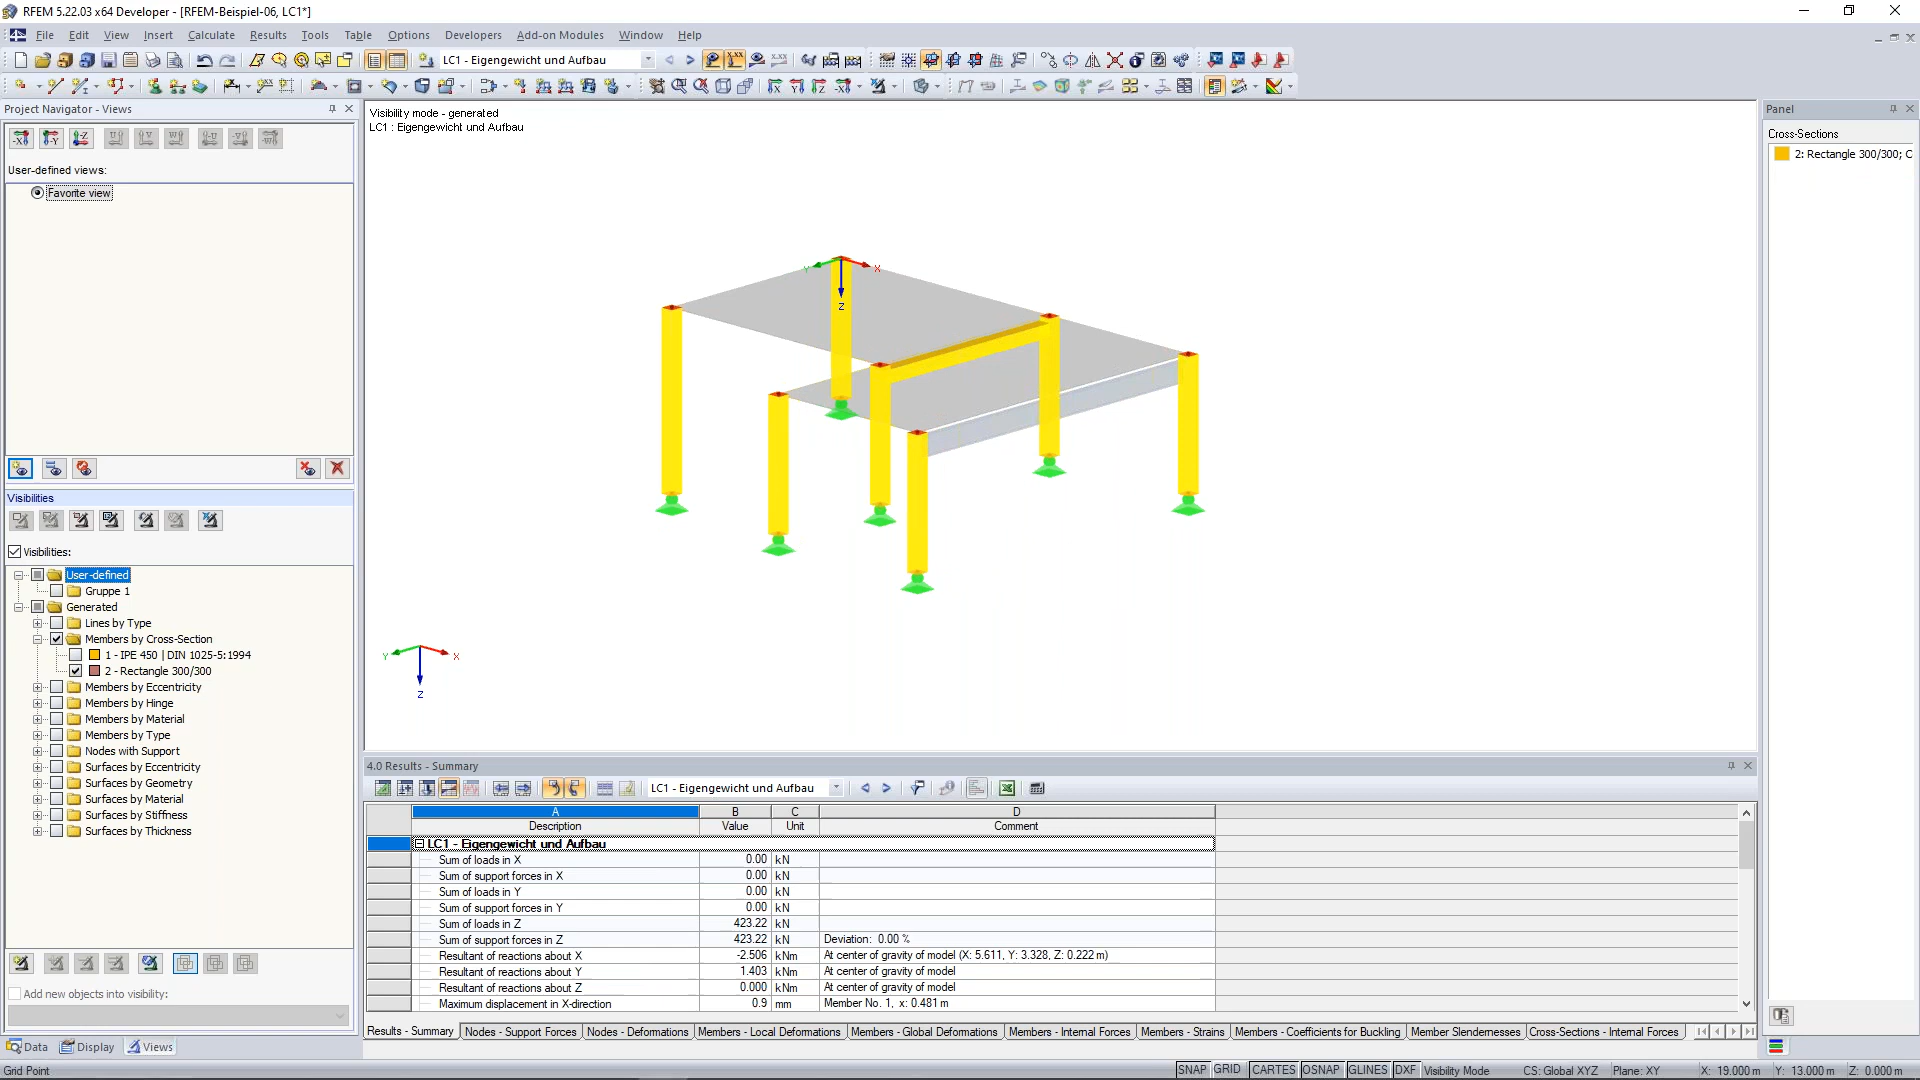 RFEM 5.22.03 x64 Developer - [RFEM-Beispiel-06, LC1*]
File Edit View Insert Calculate Results Tools Table Options Developers Add-on Modules Window Help
LC1 - Eigengewicht und Aufbau
Project Navigator - Views
User-defined views:
Favorite view
Visibilities
Visibilities:
User-defined
Gruppe 1
Generated
Lines by Type
Members by Cross-Section
1 - IPE 450 | DIN 1025-5:1994
2 - Rectangle 300/300
Members by Eccentricity
Members by Hinge
Members by Material
Members by Type
Nodes with Support
Surfaces by Eccentricity
Surfaces by Geometry
Surfaces by Material
Surfaces by Stiffness
Surfaces by Thickness
Add new objects into visibility:
Data Display Views
Visibility mode - generated
LC1 : Eigengewicht und Aufbau
Y X
Z
Y X
Z
Panel
Cross-Sections
2: Rectangle 300/300; C
4.0 Results - Summary
LC1 - Eigengewicht und Aufbau
A B C D
Description Value Unit Comment
LC1 - Eigengewicht und Aufbau
Sum of loads in X 0.00 kN
Sum of support forces in X 0.00 kN
Sum of loads in Y 0.00 kN
Sum of support forces in Y 0.00 kN
Sum of loads in Z 423.22 kN
Sum of support forces in Z 423.22 kN Deviation: 0.00 %
Resultant of reactions about X -2.506 kNm At center of gravity of model (X: 5.611, Y: 3.328, Z: 0.222 m)
Resultant of reactions about Y 1.403 kNm At center of gravity of model
Resultant of reactions about Z 0.000 kNm At center of gravity of model
Maximum displacement in X-direction 0.9 mm Member No. 1, x: 0.481 m
Results - Summary Nodes - Support Forces Nodes - Deformations Members - Local Deformations Members - Global Deformations Members - Internal Forces Members - Strains Members - Coefficients for Buckling Member Slendernesses Cross-Sections - Internal Forces
Grid Point SNAP GRID CARTES OSNAP GLINES DXF Visibility Mode CS: Global XYZ Plane: XY X: 19.000 m Y: 13.000 m Z: 0.000 m